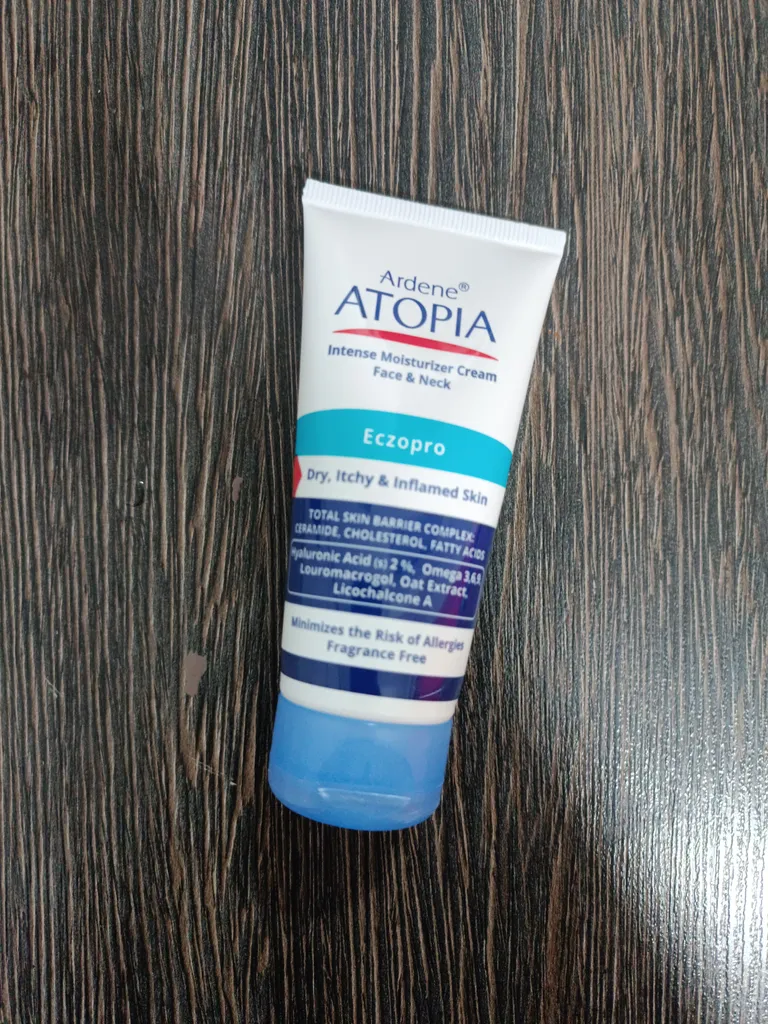 Ardene®
ATOPIA
Intense Moisturizer Cream
Face & Neck
Eczopro
Dry, Itchy & Inflamed Skin
TOTAL SKIN BARRIER COMPLEX:
CERAMIDE, CHOLESTEROL, FATTY ACIDS
Hyaluronic Acid (s) 2 %, Omega 3,6,9,
Louromacrogol, Oat Extract,
Licochalcone A
Minimizes the Risk of Allergies
Fragrance Free